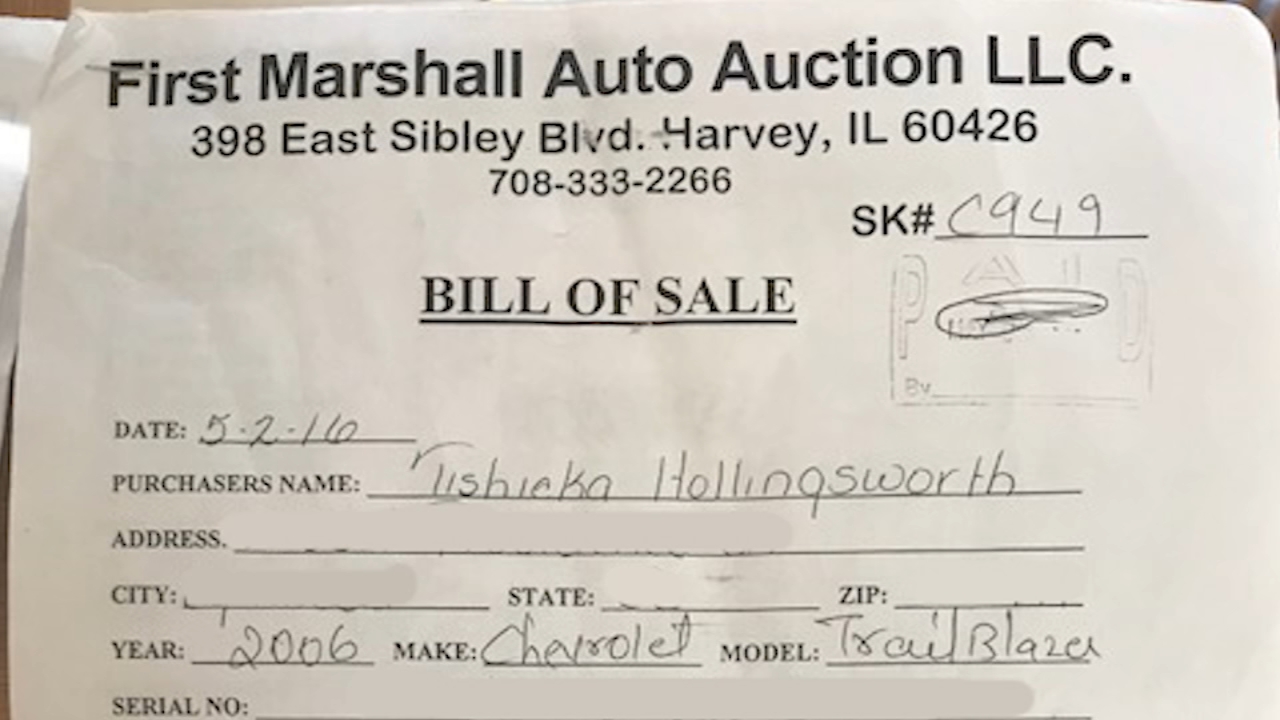 First Marshall Auto Auction LLC.
398 East Sibley Blvd. Harvey, IL 60426
708-333-2266
SK# C949
PAID
By
BILL OF SALE
DATE: 5-2-16
PURCHASERS NAME: Tishieka Hollingsworth
ADDRESS.
CITY: STATE: ZIP:
YEAR: 2006 MAKE: Chevrolet MODEL: TrailBlazer
SERIAL NO: